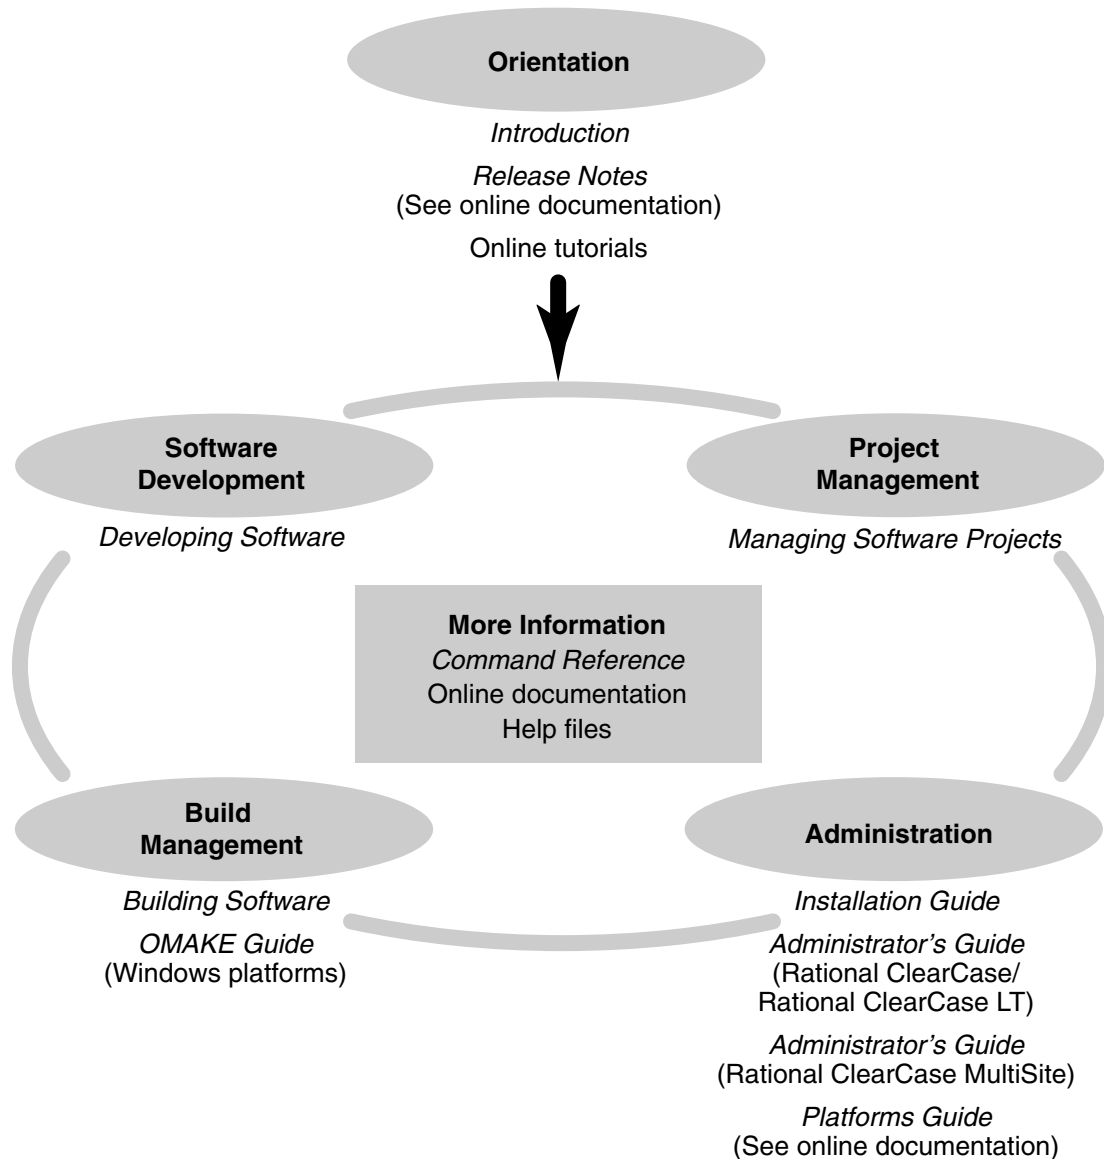 Orientation
Introduction
Release Notes
(See online documentation)
Online tutorials
Software
Development
Developing Software
Project
Management
Managing Software Projects
More Information
Command Reference
Online documentation
Help files
Build
Management
Building Software
OMAKE Guide
(Windows platforms)
Administration
Installation Guide
Administrator's Guide
(Rational ClearCase/
Rational ClearCase LT)
Administrator's Guide
(Rational ClearCase MultiSite)
Platforms Guide
(See online documentation)